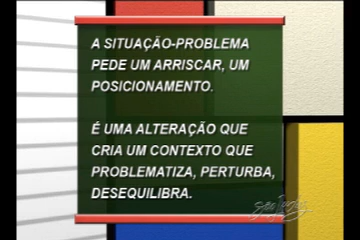 A SITUAÇÃO-PROBLEMA
PEDE UM ARRISCAR, UM
POSICIONAMENTO.
É UMA ALTERAÇÃO QUE
CRIA UM CONTEXTO QUE
PROBLEMATIZA, PERTURBA,
DESEQUILIBRA.